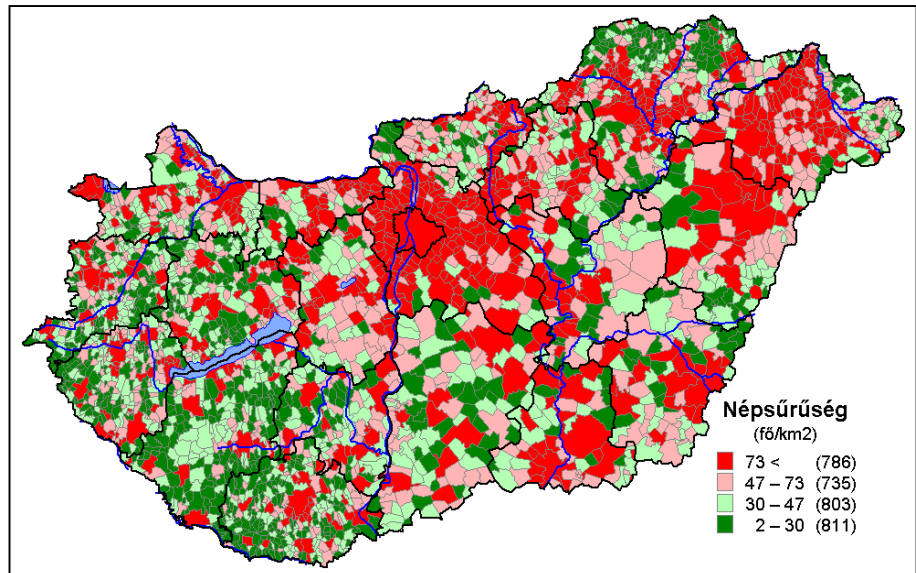 Népsűrűség
(fő/km2)
73 < (786)
47 – 73 (735)
30 – 47 (803)
2 – 30 (811)